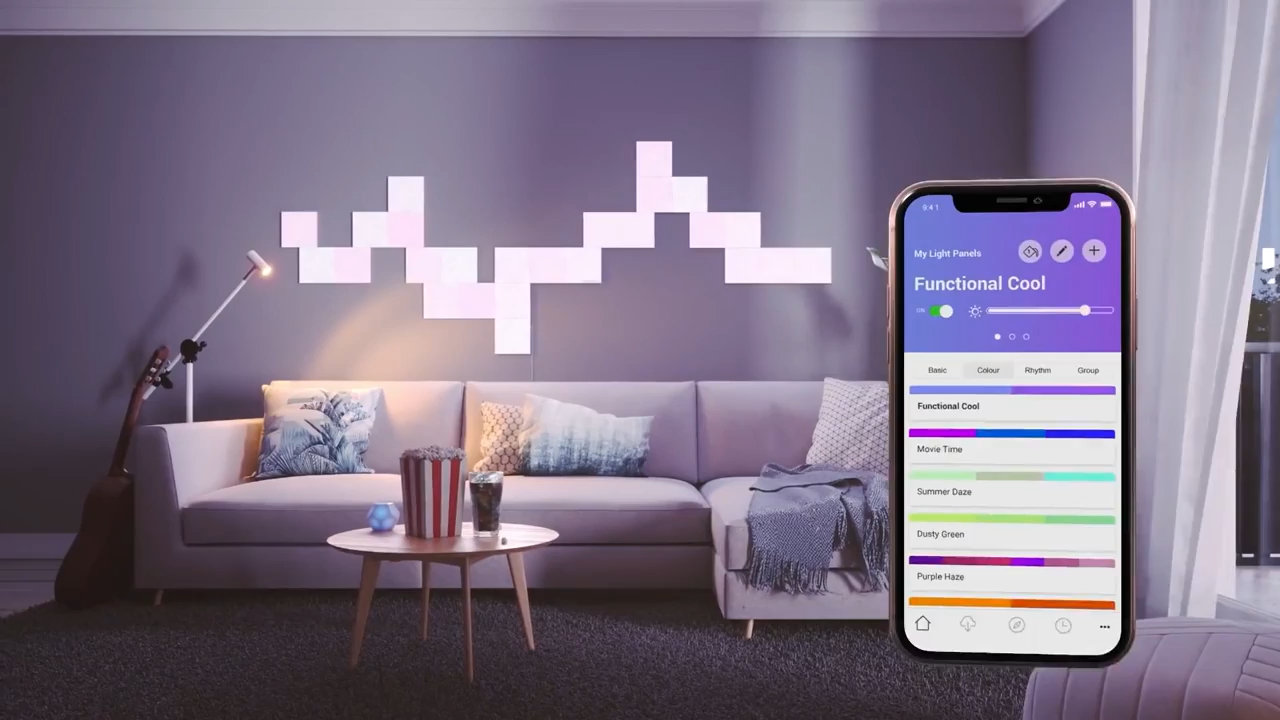 9:41
My Light Panels
Functional Cool
ON
Basic Colour Rhythm Group
Functional Cool
Movie Time
Summer Daze
Dusty Green
Purple Haze